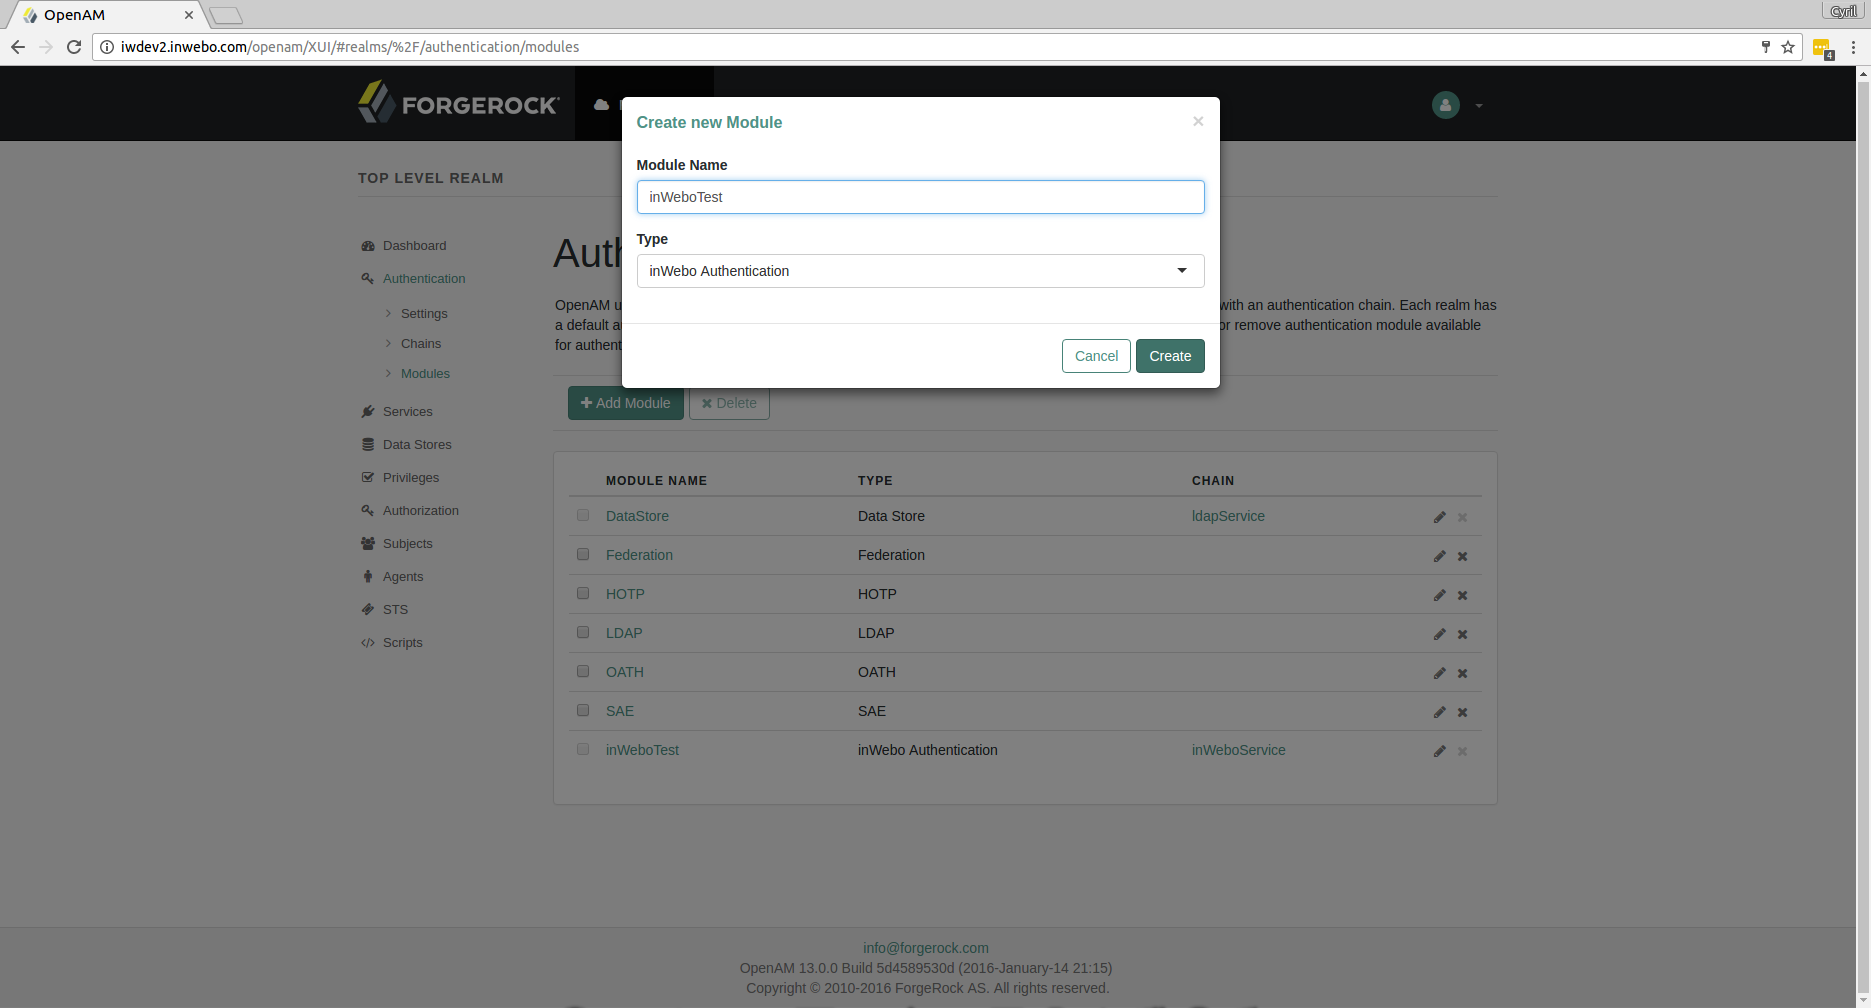 OpenAM
Cyril
iwdev2.inwebo.com/openam/XUI/#realms/%2F/authentication/modules
4
FORGEROCK
Create new Module
Module Name
inWeboTest
Type
inWebo Authentication
Cancel
Create
TOP LEVEL REALM
Dashboard
Authentication
Settings
Chains
Modules
Services
Data Stores
Privileges
Authorization
Subjects
Agents
STS
Scripts
OpenAM
with an authentication chain. Each realm has
a default
or remove authentication module available
for
Add Module
Delete
MODULE NAME TYPE CHAIN
DataStore Data Store ldapService
Federation Federation
HOTP HOTP
LDAP LDAP
OATH OATH
SAE SAE
inWeboTest inWebo Authentication inWeboService
info@forgerock.com
OpenAM 13.0.0 Build 5d4589530d (2016-January-14 21:15)
Copyright © 2010-2016 ForgeRock AS. All rights reserved.